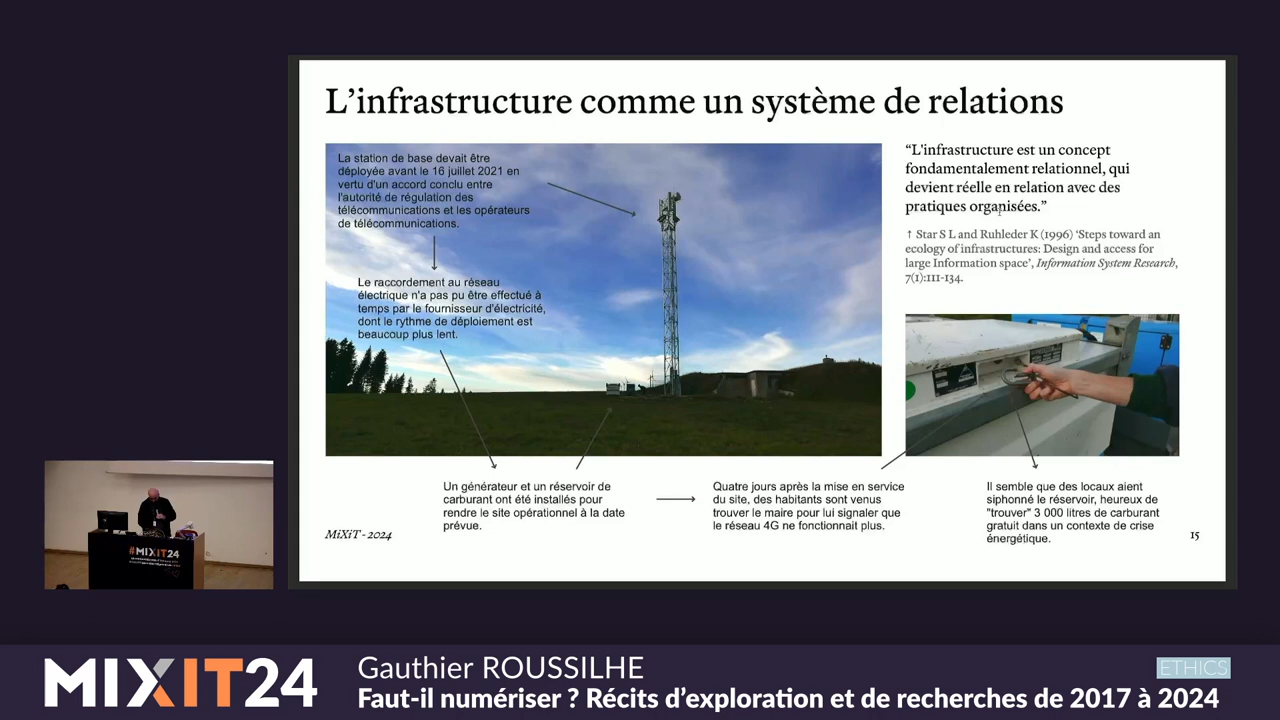 L'infrastructure comme un système de relations
La station de base devait être
déployée avant le 16 juillet 2021 en
vertu d'un accord conclu entre
l'autorité de régulation des
télécommunications et les opérateurs
de télécommunications.
Le raccordement au réseau
électrique n'a pas pu être effectué à
temps par le fournisseur d'électricité,
dont le rythme de déploiement est
beaucoup plus lent.
“L'infrastructure est un concept
fondamentalement relationnel, qui
devient réelle en relation avec des
pratiques organisées.”
↑ Star S L and Ruhleder K (1996) ‘Steps toward an
ecology of infrastructures: Design and access for
large Information space’, Information System Research,
7(1):111-134.
Un générateur et un réservoir de
carburant ont été installés pour
rendre le site opérationnel à la date
prévue.
Quatre jours après la mise en service
du site, des habitants sont venus
trouver le maire pour lui signaler que
le réseau 4G ne fonctionnait plus.
Il semble que des locaux aient
siphonné le réservoir, heureux de
"trouver" 3 000 litres de carburant
gratuit dans un contexte de crise
énergétique.
MiXiT - 2024
15
#MIXIT24
MIXIT24
Gauthier ROUSSILHE
ETHICS
Faut-il numériser ? Récits d’exploration et de recherches de 2017 à 2024